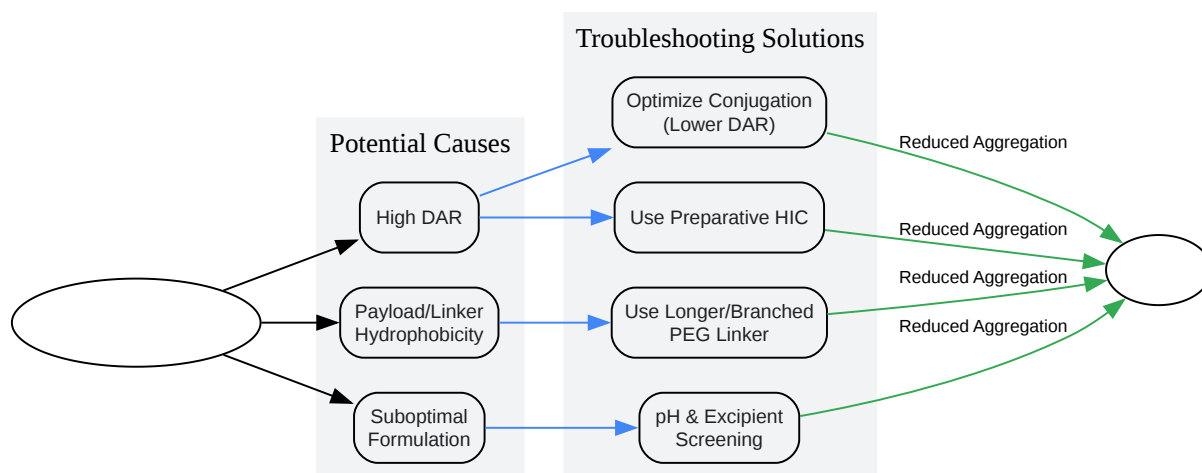 Troubleshooting Solutions
Potential Causes
Optimize Conjugation
(Lower DAR)
Reduced Aggregation
High DAR
Use Preparative HIC
Reduced Aggregation
Reduced Aggregation
Payload/Linker
Hydrophobicity
Use Longer/Branched
PEG Linker
Reduced Aggregation
Suboptimal
Formulation
pH & Excipient
Screening